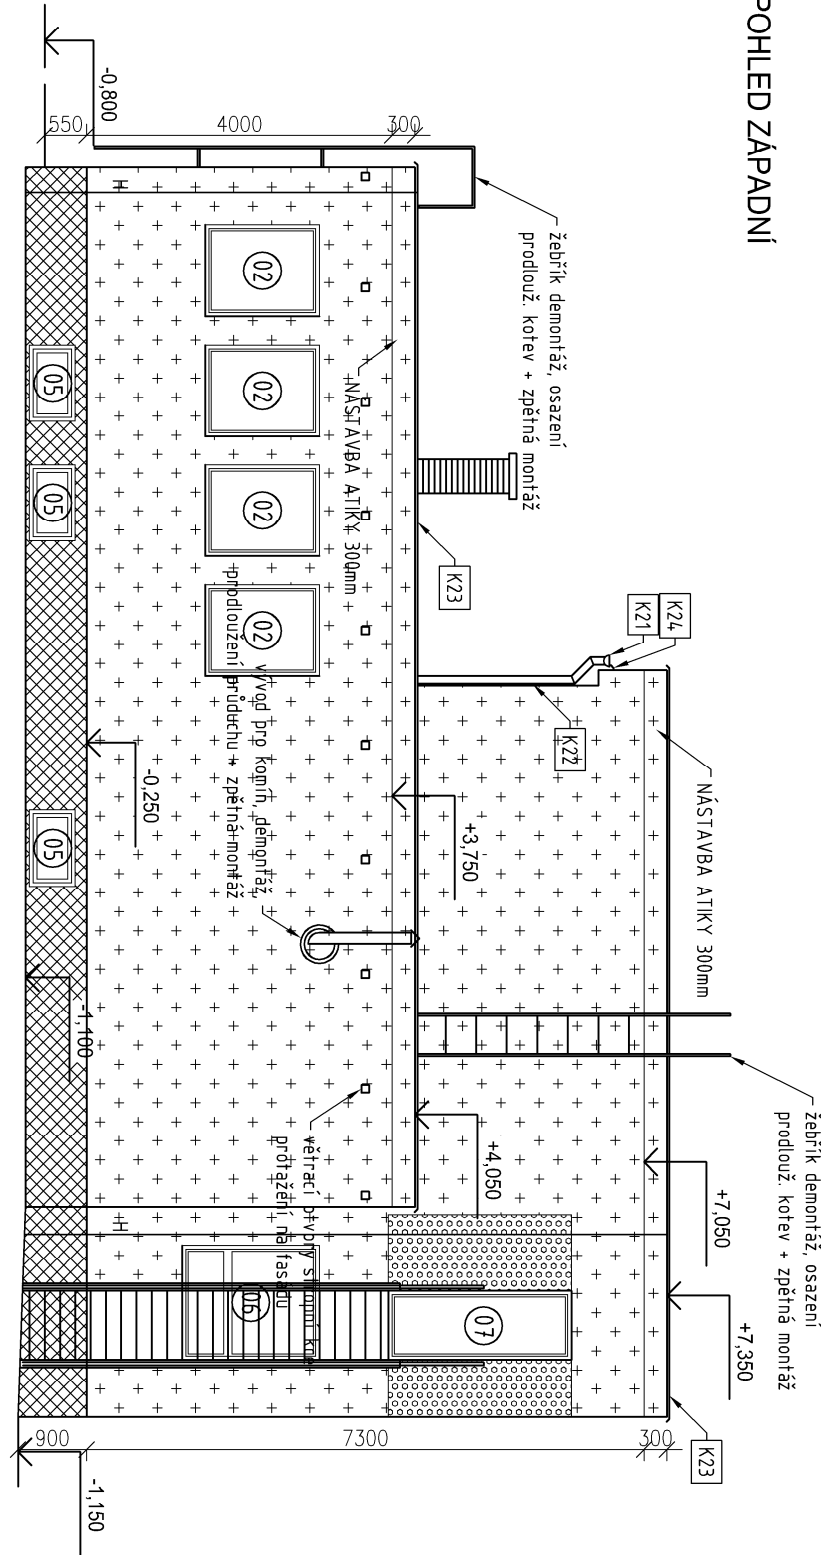 POHLED ZÁPADNÍ
žebřík demontáž, osazení
prodlouž. kotev + zpětná montáž
žebřík demontáž, osazení
prodlouž. kotev + zpětná montáž
NÁSTAVBA ATIKY 300mm
NÁSTAVBA ATIKY 300mm
K24
K21
K22
K23
K23
+7,350
+7,050
+4,050
+3,750
-0,250
-0,800
-1,100
-1,150
300
4000
550
300
7300
900
02
02
02
02
05
05
05
06
07
vývod pro komín, demontáž,
prodloužení průduchu + zpětná montáž
větrací otvory stropní kce
protažení na fasádu
H
H